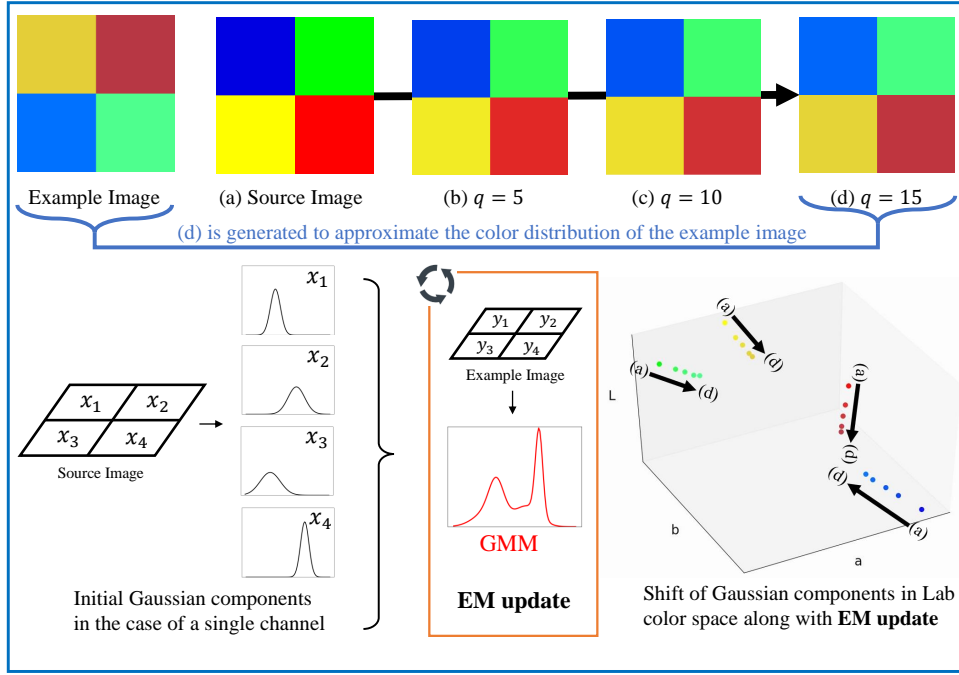 Example Image
(a) Source Image
(b) q = 5
(c) q = 10
(d) q = 15
(d) is generated to approximate the color distribution of the example image
x1
x2
x3
x4
x1 x2
x3 x4
Source Image
Initial Gaussian components
in the case of a single channel
y1 y2
y3 y4
Example Image
GMM
EM update
(a)
(d)
(a)
(d)
(a)
(d)
(d)
(a)
L
b
a
Shift of Gaussian components in Lab
color space along with EM update